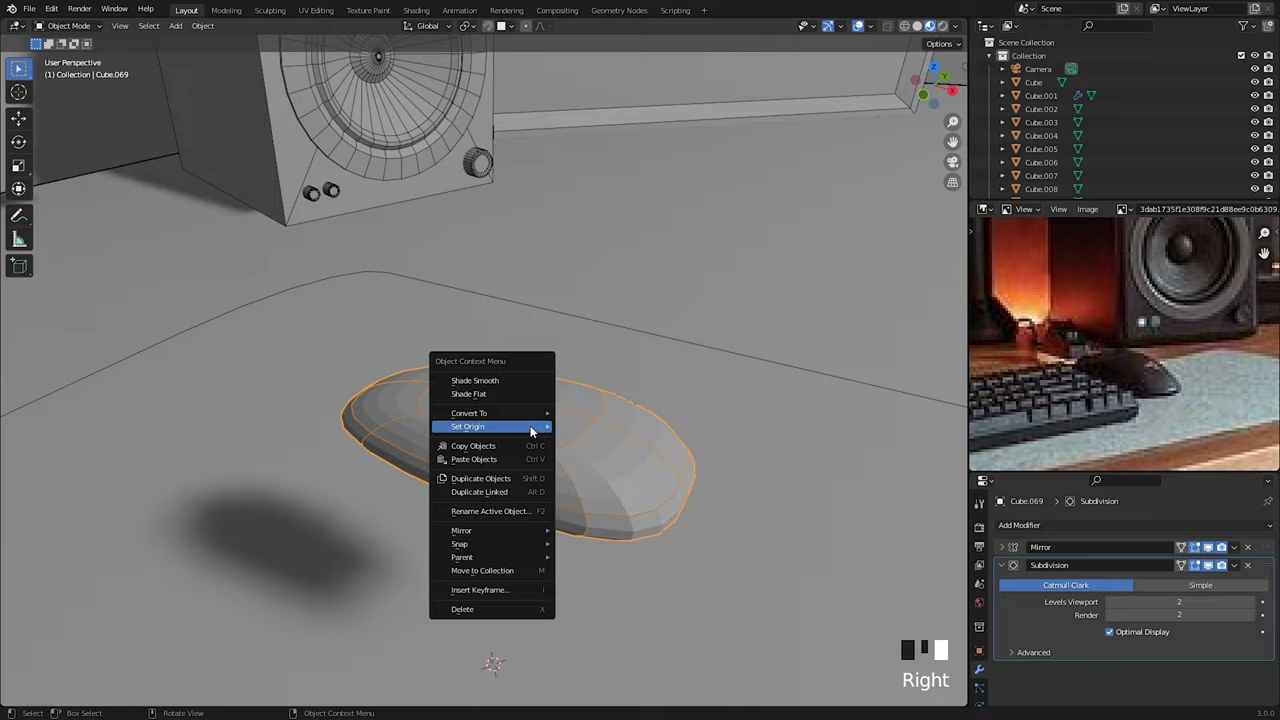 File Edit Render Window Help Layout Modeling Sculpting UV Editing Texture Paint Shading Animation Rendering Compositing Geometry Nodes Scripting + Scene ViewLayer
Object Mode View Select Add Object Global
Options
User Perspective
(1) Collection | Cube.069
Z
Y
X
Scene Collection
Collection
Camera
Cube
Cube.001
Cube.002
Cube.003
Cube.004
Cube.005
Cube.006
Cube.007
Cube.008
View View Image 3dab1735f1e308f9c21d88ee9c0b6309
Object Context Menu
Shade Smooth
Shade Flat
Convert To
Set Origin
Copy Objects Ctrl C
Paste Objects Ctrl V
Duplicate Objects Shift D
Duplicate Linked Alt D
Rename Active Object... F2
Mirror
Snap
Parent
Move to Collection M
Insert Keyframe... I
Delete X
Cube.069 Subdivision
Add Modifier
Mirror
Subdivision
Catmull-Clark Simple
Levels Viewport 2
Render 2
Optimal Display
Advanced
Right
Select Box Select Rotate View Object Context Menu 3.0.0